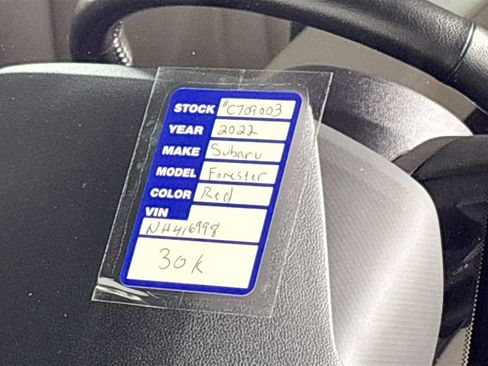 STOCK #C709003
YEAR 2022
MAKE Subaru
MODEL Forester
COLOR Red
VIN
NH416998
30k